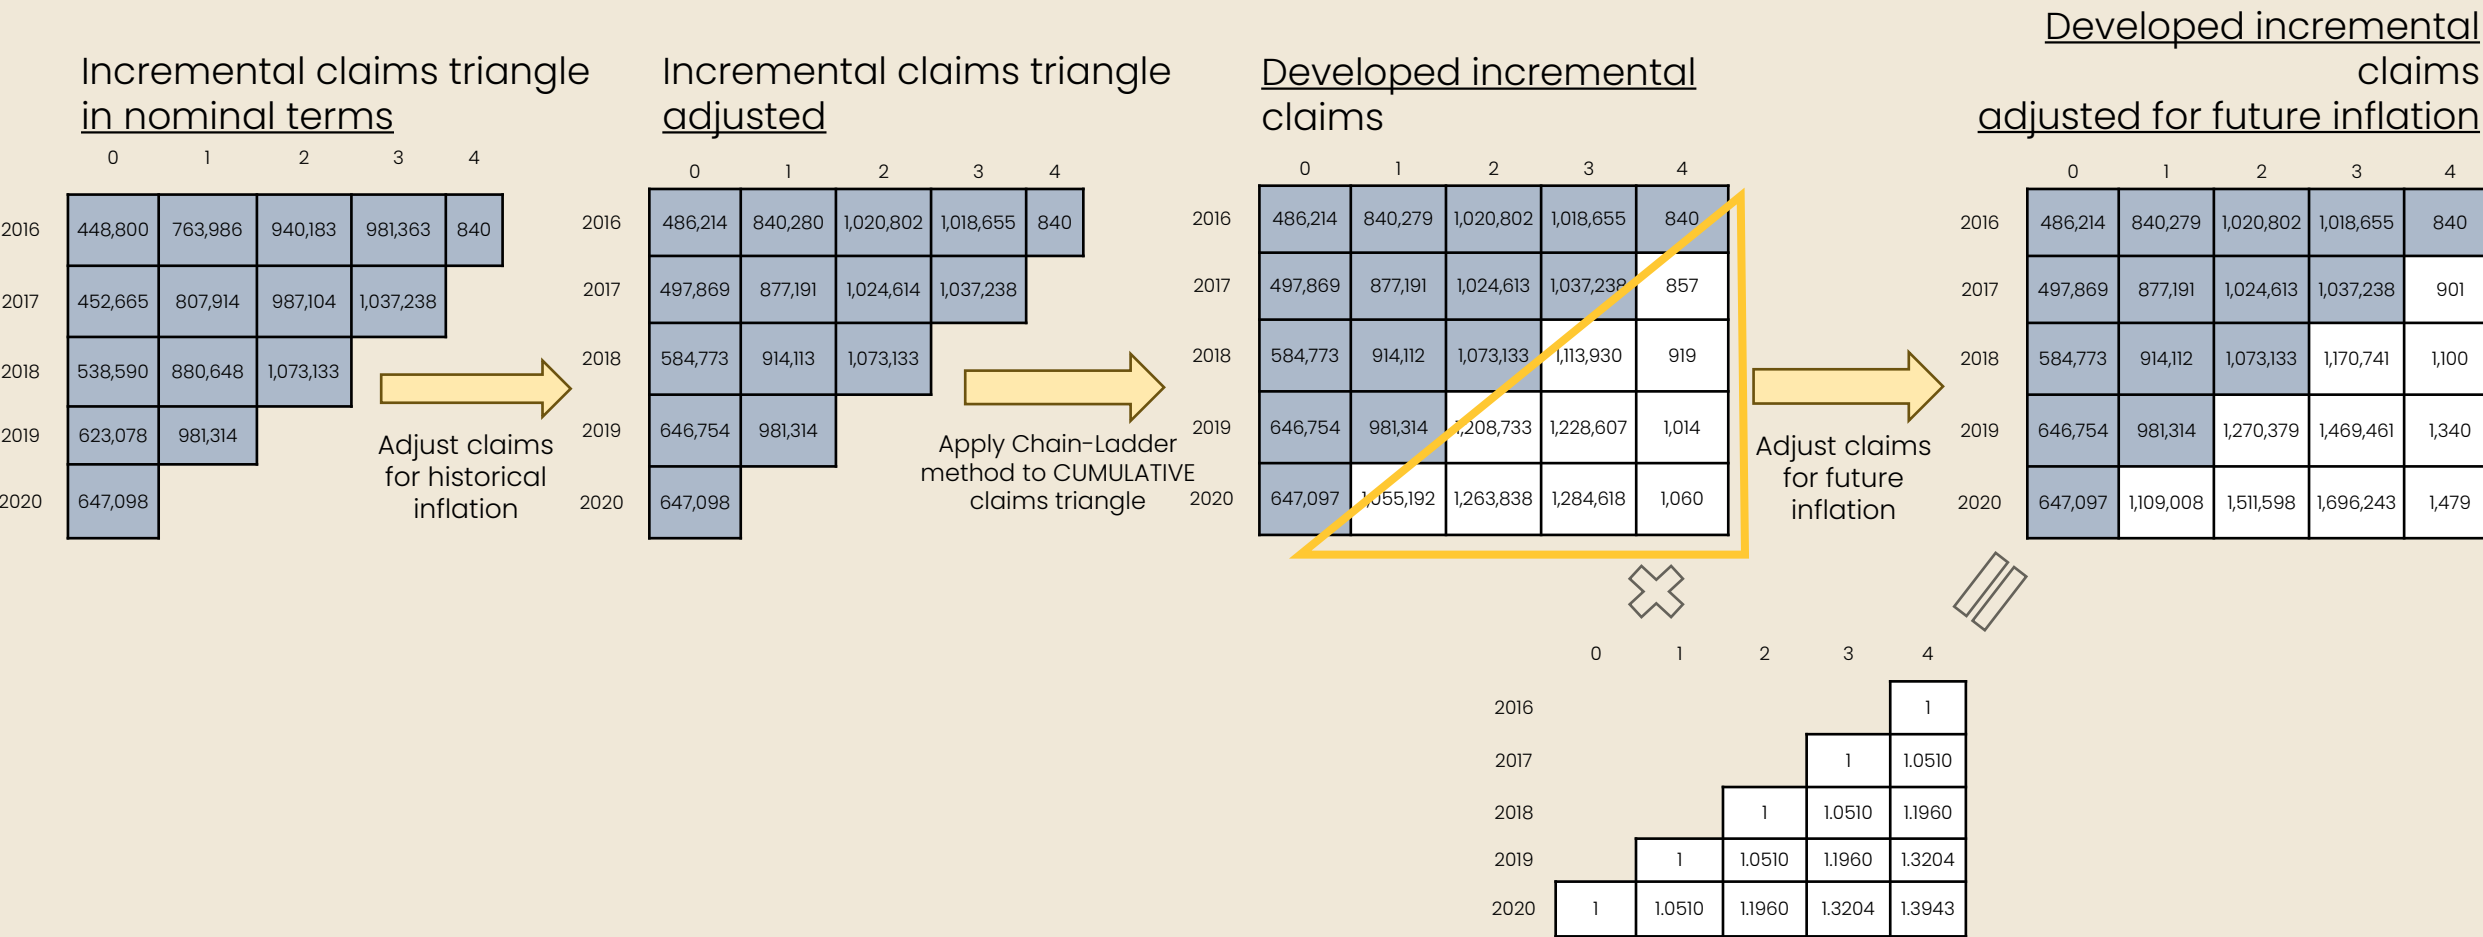 Incremental claims triangle
in nominal terms
0 1 2 3 4
2016 448,800 763,986 940,183 981,363 840
2017 452,665 807,914 987,104 1,037,238
2018 538,590 880,648 1,073,133
2019 623,078 981,314
2020 647,098
Adjust claims
for historical
inflation
Incremental claims triangle
adjusted
0 1 2 3 4
2016 486,214 840,280 1,020,802 1,018,655 840
2017 497,869 877,191 1,024,614 1,037,238
2018 584,773 914,113 1,073,133
2019 646,754 981,314
2020 647,098
Apply Chain-Ladder
method to CUMULATIVE
claims triangle
Developed incremental
claims
0 1 2 3 4
2016 486,214 840,279 1,020,802 1,018,655 840
2017 497,869 877,191 1,024,613 1,037,238 857
2018 584,773 914,112 1,073,133 1,113,930 919
2019 646,754 981,314 1,208,733 1,228,607 1,014
2020 647,097 1,055,192 1,263,838 1,284,618 1,060
Adjust claims
for future
inflation
Developed incremental
claims
adjusted for future inflation
0 1 2 3 4
2016 486,214 840,279 1,020,802 1,018,655 840
2017 497,869 877,191 1,024,613 1,037,238 901
2018 584,773 914,112 1,073,133 1,170,741 1,100
2019 646,754 981,314 1,270,379 1,469,461 1,340
2020 647,097 1,109,008 1,511,598 1,696,243 1,479
0 1 2 3 4
2016 1
2017 1 1.0510
2018 1 1.0510 1.1960
2019 1 1.0510 1.1960 1.3204
2020 1 1.0510 1.1960 1.3204 1.3943